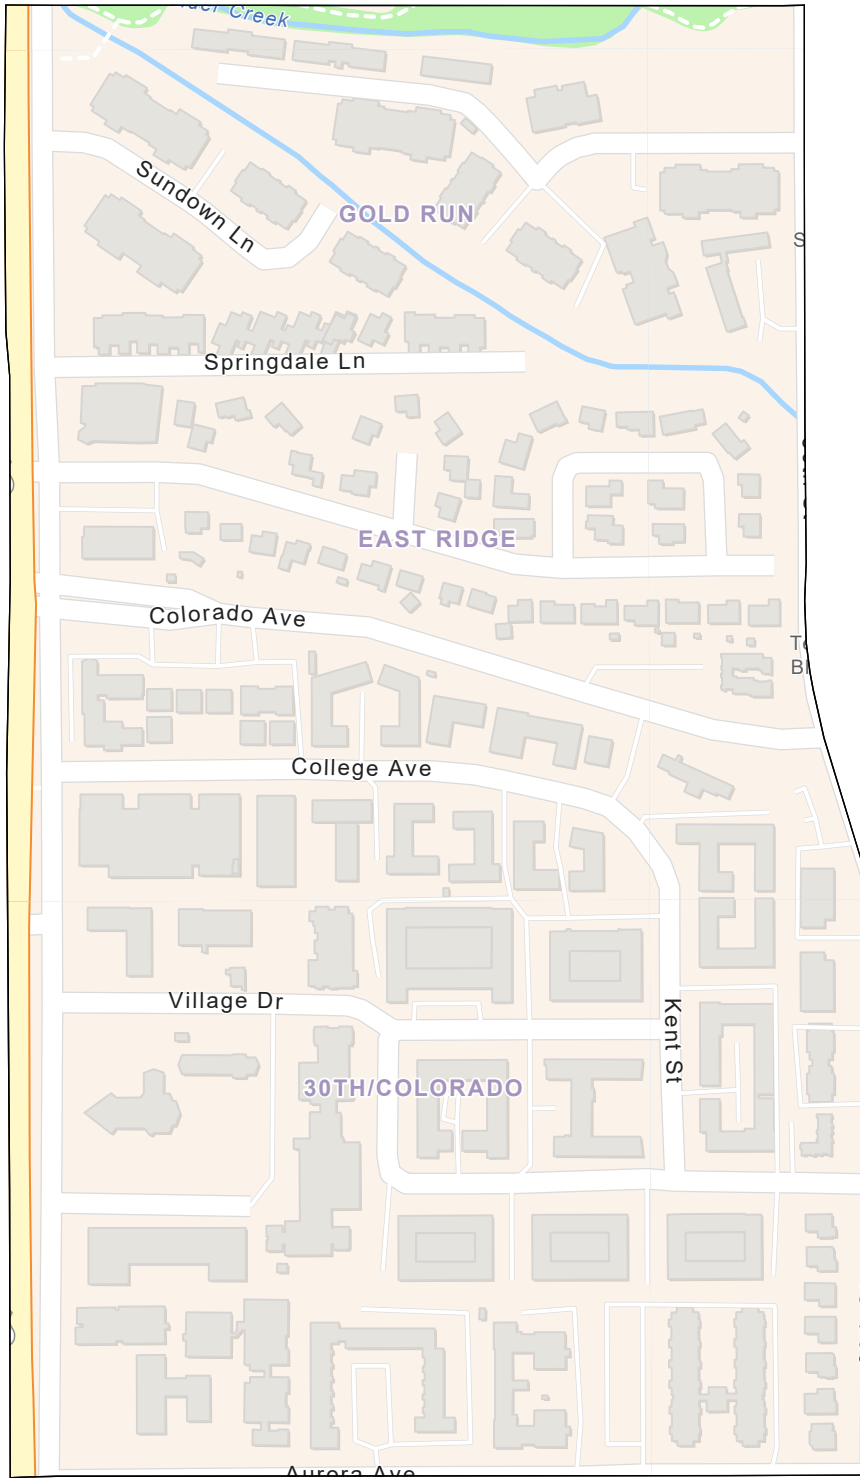 Creek
Sundown Ln
GOLD RUN
Springdale Ln
EAST RIDGE
Colorado Ave
College Ave
Village Dr
Kent St
30TH/COLORADO
Aurora Ave